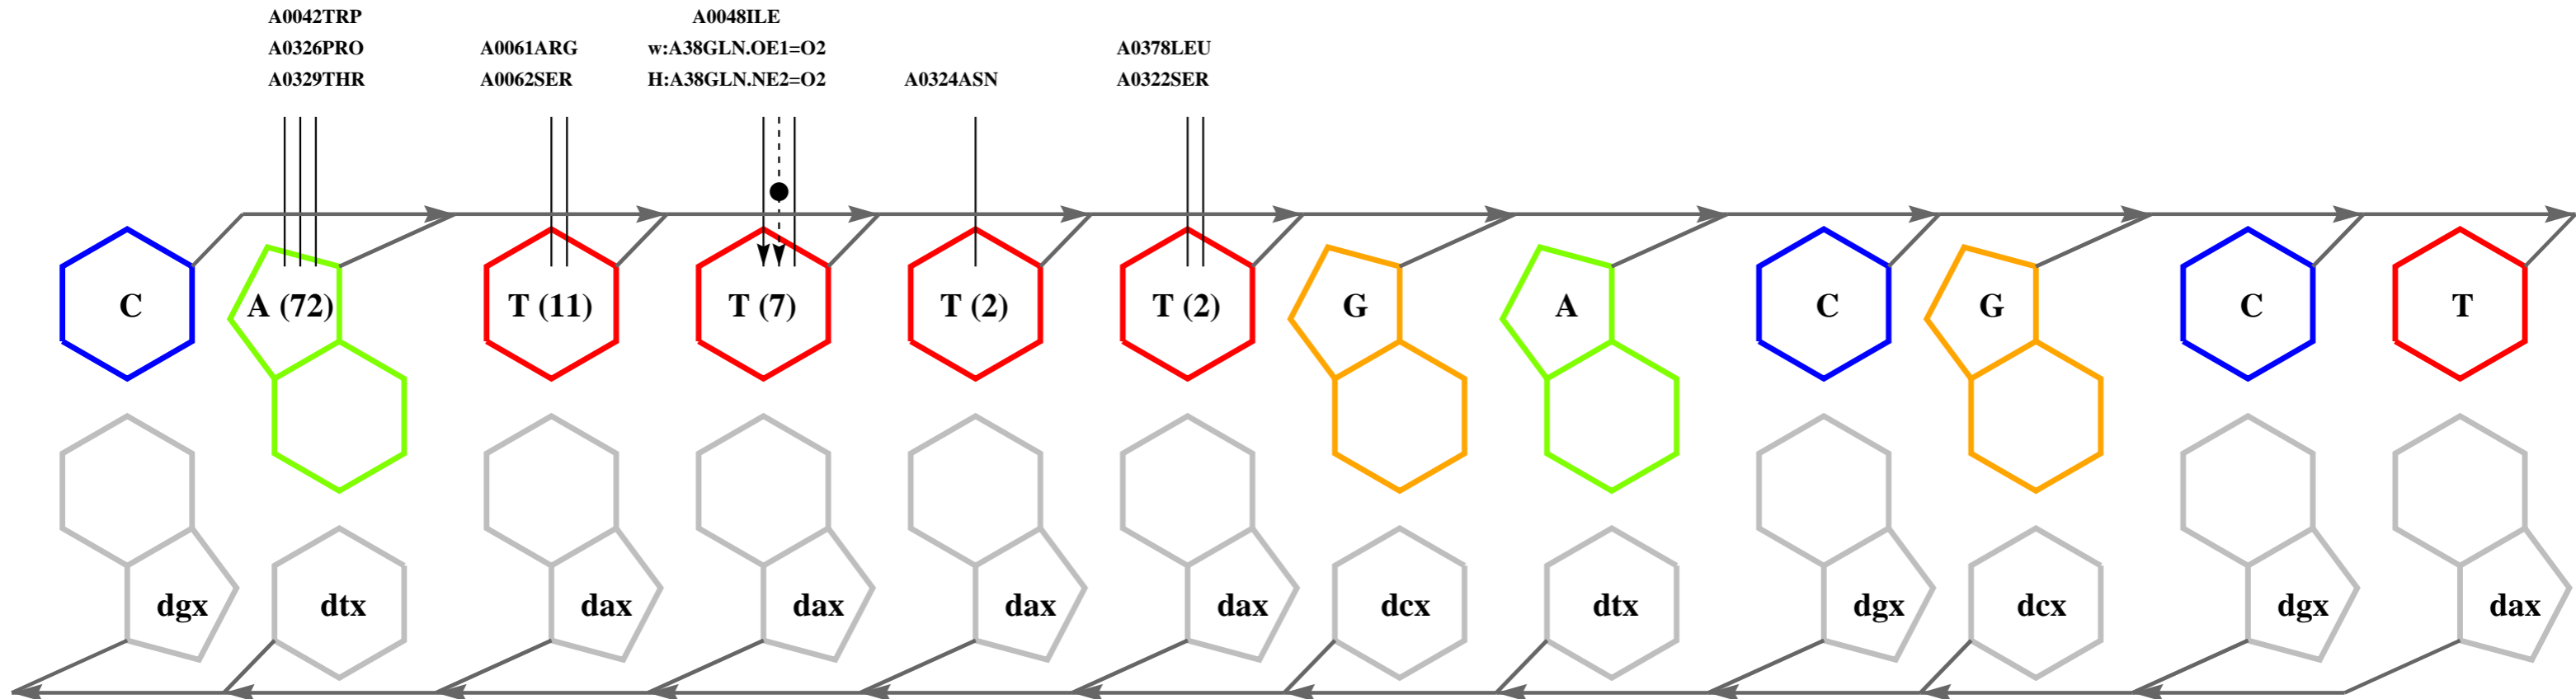 A0042TRP A0048ILE
A0326PRO A0061ARG w:A38GLN.OE1=O2 A0378LEU
A0329THR A0062SER H:A38GLN.NE2=O2 A0324ASN A0322SER
C A (72) T (11) T (7) T (2) T (2) G A C G C T
dgx dtx dax dax dax dax dcx dtx dgx dcx dgx dax